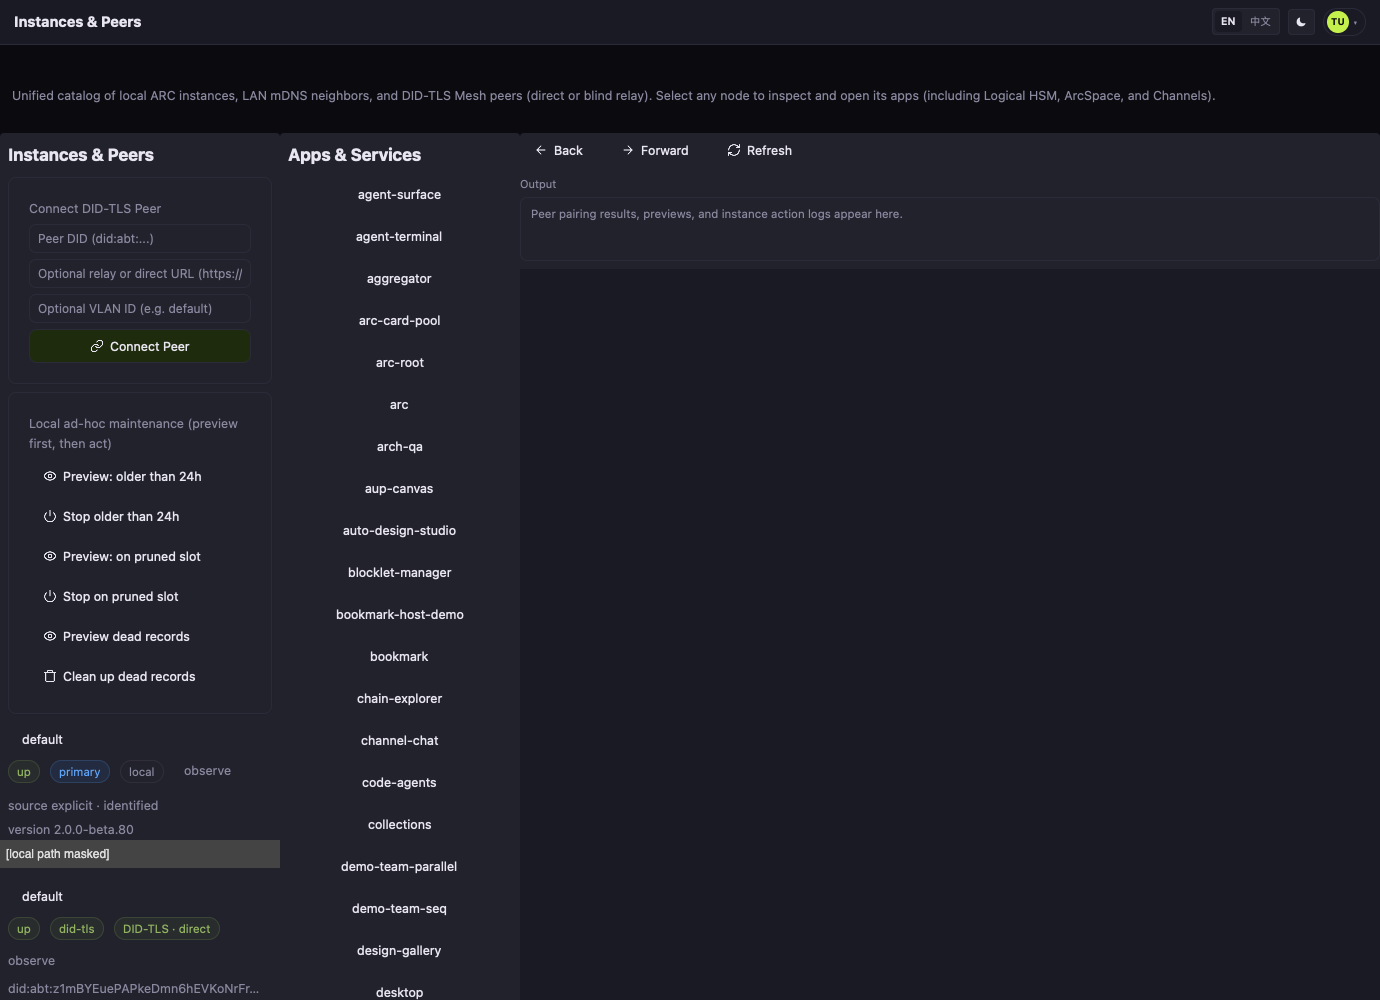 Instances & Peers
EN 中文
TU
Unified catalog of local ARC instances, LAN mDNS neighbors, and DID-TLS Mesh peers (direct or blind relay). Select any node to inspect and open its apps (including Logical HSM, ArcSpace, and Channels).
Instances & Peers
Connect DID-TLS Peer
Peer DID (did:abt:...)
Optional relay or direct URL (https://
Optional VLAN ID (e.g. default)
Connect Peer
Local ad-hoc maintenance (preview
first, then act)
Preview: older than 24h
Stop older than 24h
Preview: on pruned slot
Stop on pruned slot
Preview dead records
Clean up dead records
default
up primary local observe
source explicit · identified
version 2.0.0-beta.80
[local path masked]
default
up did-tls DID-TLS · direct
observe
did:abt:z1mBYEuePAPkeDmn6hEVKoNrFr...
Apps & Services
agent-surface
agent-terminal
aggregator
arc-card-pool
arc-root
arc
arch-qa
aup-canvas
auto-design-studio
blocklet-manager
bookmark-host-demo
bookmark
chain-explorer
channel-chat
code-agents
collections
demo-team-parallel
demo-team-seq
design-gallery
desktop
Back Forward Refresh
Output
Peer pairing results, previews, and instance action logs appear here.